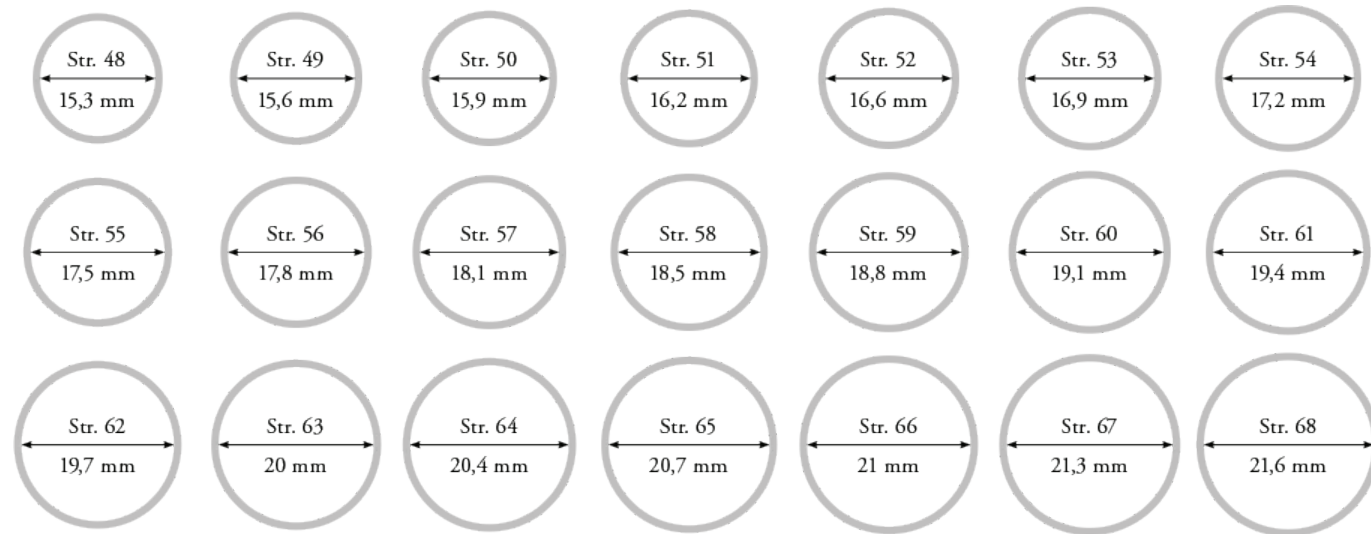 Str. 48
15,3 mm
Str. 49
15,6 mm
Str. 50
15,9 mm
Str. 51
16,2 mm
Str. 52
16,6 mm
Str. 53
16,9 mm
Str. 54
17,2 mm
Str. 55
17,5 mm
Str. 56
17,8 mm
Str. 57
18,1 mm
Str. 58
18,5 mm
Str. 59
18,8 mm
Str. 60
19,1 mm
Str. 61
19,4 mm
Str. 62
19,7 mm
Str. 63
20 mm
Str. 64
20,4 mm
Str. 65
20,7 mm
Str. 66
21 mm
Str. 67
21,3 mm
Str. 68
21,6 mm